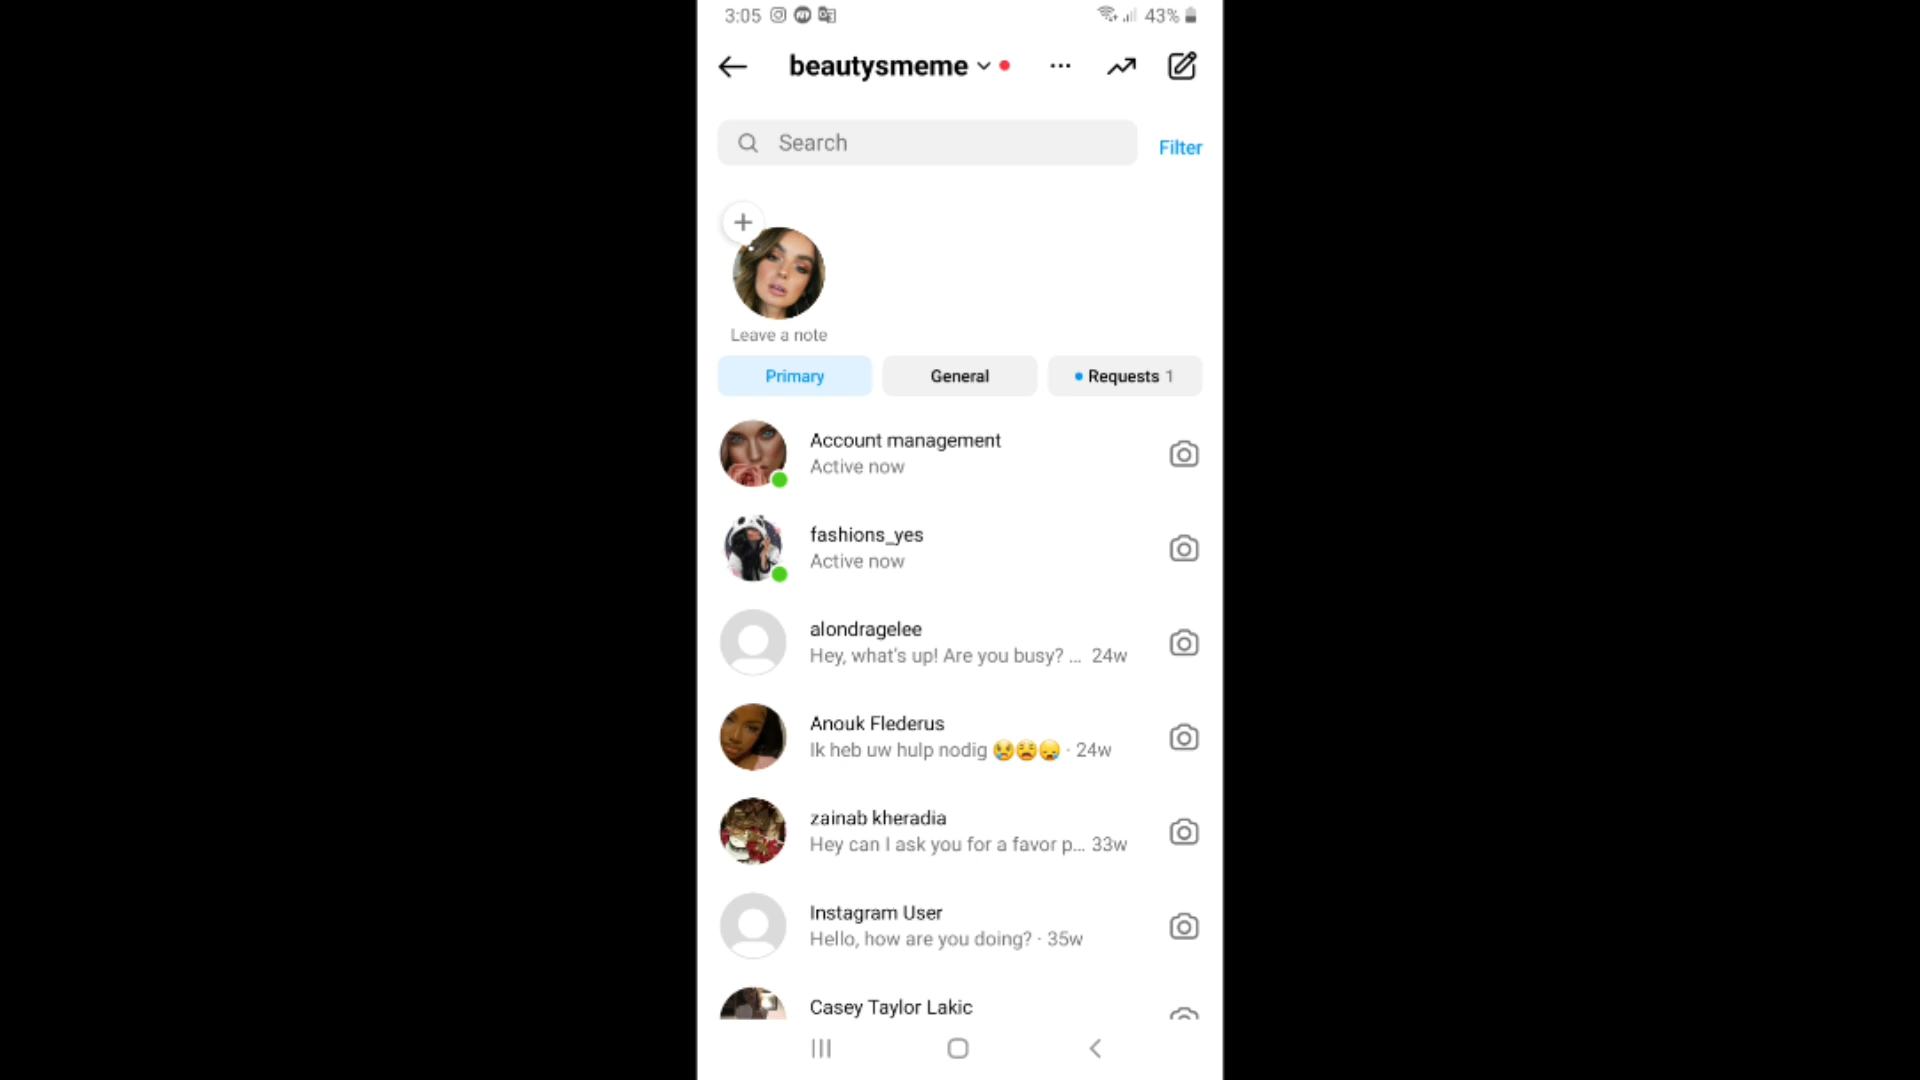 3:05 43%
beautysmeme
Search
Filter
Leave a note
Primary General Requests 1
Account management
Active now
fashions_yes
Active now
alondragelee
Hey, what's up! Are you busy? ... 24w
Anouk Flederus
Ik heb uw hulp nodig 😢😫😞 · 24w
zainab kheradia
Hey can I ask you for a favor p... 33w
Instagram User
Hello, how are you doing? · 35w
Casey Taylor Lakic